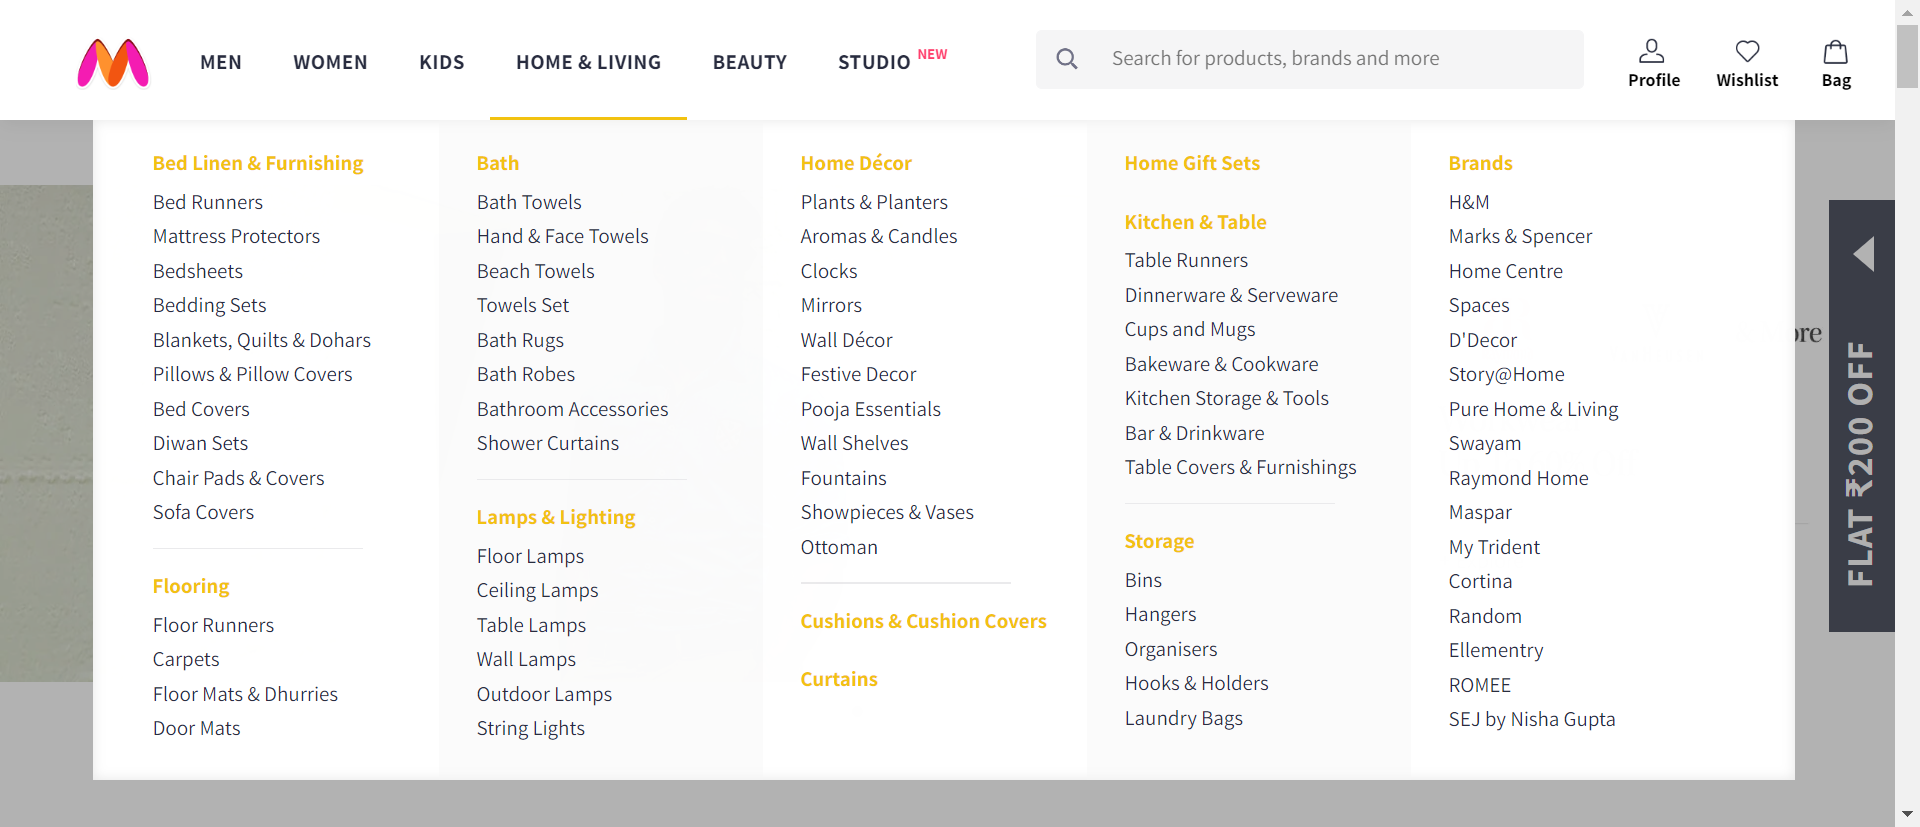 MEN
WOMEN
KIDS
HOME & LIVING
BEAUTY
STUDIO NEW
Search for products, brands and more
Profile
Wishlist
Bag
Bed Linen & Furnishing
Bed Runners
Mattress Protectors
Bedsheets
Bedding Sets
Blankets, Quilts & Dohars
Pillows & Pillow Covers
Bed Covers
Diwan Sets
Chair Pads & Covers
Sofa Covers
Flooring
Floor Runners
Carpets
Floor Mats & Dhurries
Door Mats
Bath
Bath Towels
Hand & Face Towels
Beach Towels
Towels Set
Bath Rugs
Bath Robes
Bathroom Accessories
Shower Curtains
Lamps & Lighting
Floor Lamps
Ceiling Lamps
Table Lamps
Wall Lamps
Outdoor Lamps
String Lights
Home Décor
Plants & Planters
Aromas & Candles
Clocks
Mirrors
Wall Décor
Festive Decor
Pooja Essentials
Wall Shelves
Fountains
Showpieces & Vases
Ottoman
Cushions & Cushion Covers
Curtains
Home Gift Sets
Kitchen & Table
Table Runners
Dinnerware & Serveware
Cups and Mugs
Bakeware & Cookware
Kitchen Storage & Tools
Bar & Drinkware
Table Covers & Furnishings
Storage
Bins
Hangers
Organisers
Hooks & Holders
Laundry Bags
Brands
H&M
Marks & Spencer
Home Centre
Spaces
D'Decor
Story@Home
Pure Home & Living
Swayam
Raymond Home
Maspar
My Trident
Cortina
Random
Ellementry
ROMEE
SEJ by Nisha Gupta
FLAT ₹200 OFF